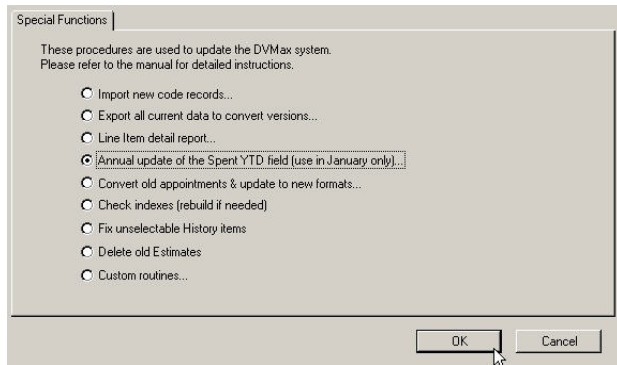 Special Functions
These procedures are used to update the DVMax system.
Please refer to the manual for detailed instructions.
Import new code records...
Export all current data to convert versions...
Line Item detail report...
Annual update of the Spent YTD field (use in January only)...
Convert old appointments & update to new formats...
Check indexes (rebuild if needed)
Fix unselectable History items
Delete old Estimates
Custom routines...
OK Cancel